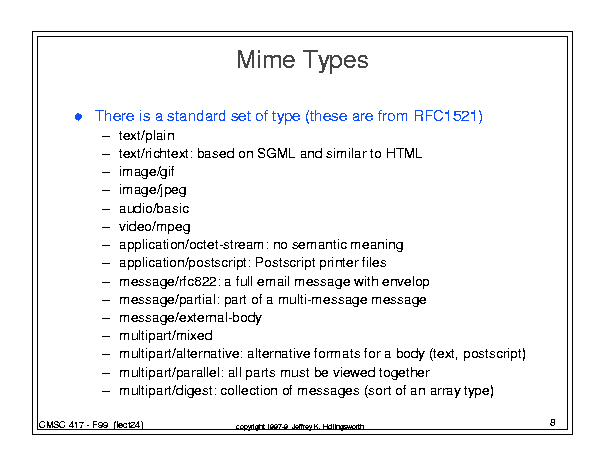 Mime Types
● There is a standard set of type (these are from RFC1521)
– text/plain
– text/richtext: based on SGML and similar to HTML
– image/gif
– image/jpeg
– audio/basic
– video/mpeg
– application/octet-stream: no semantic meaning
– application/postscript: Postscript printer files
– message/rfc822: a full email message with envelop
– message/partial: part of a multi-message message
– message/external-body
– multipart/mixed
– multipart/alternative: alternative formats for a body (text, postscript)
– multipart/parallel: all parts must be viewed together
– multipart/digest: collection of messages (sort of an array type)
CMSC 417 - F99 (lect24)
copyright 1997-9 Jeffrey K. Hollingsworth
8